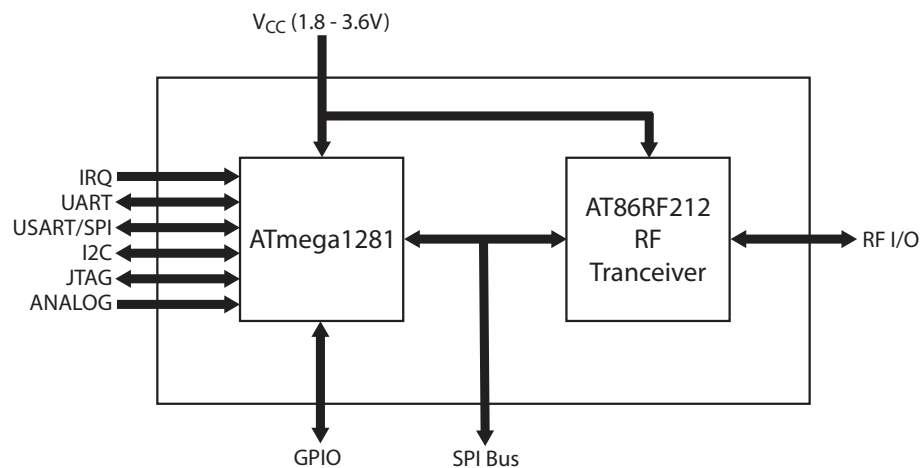 VCC (1.8 - 3.6V)
IRQ
UART
USART/SPI
I2C
JTAG
ANALOG
ATmega1281
AT86RF212
RF
Tranceiver
RF I/O
GPIO
SPI Bus